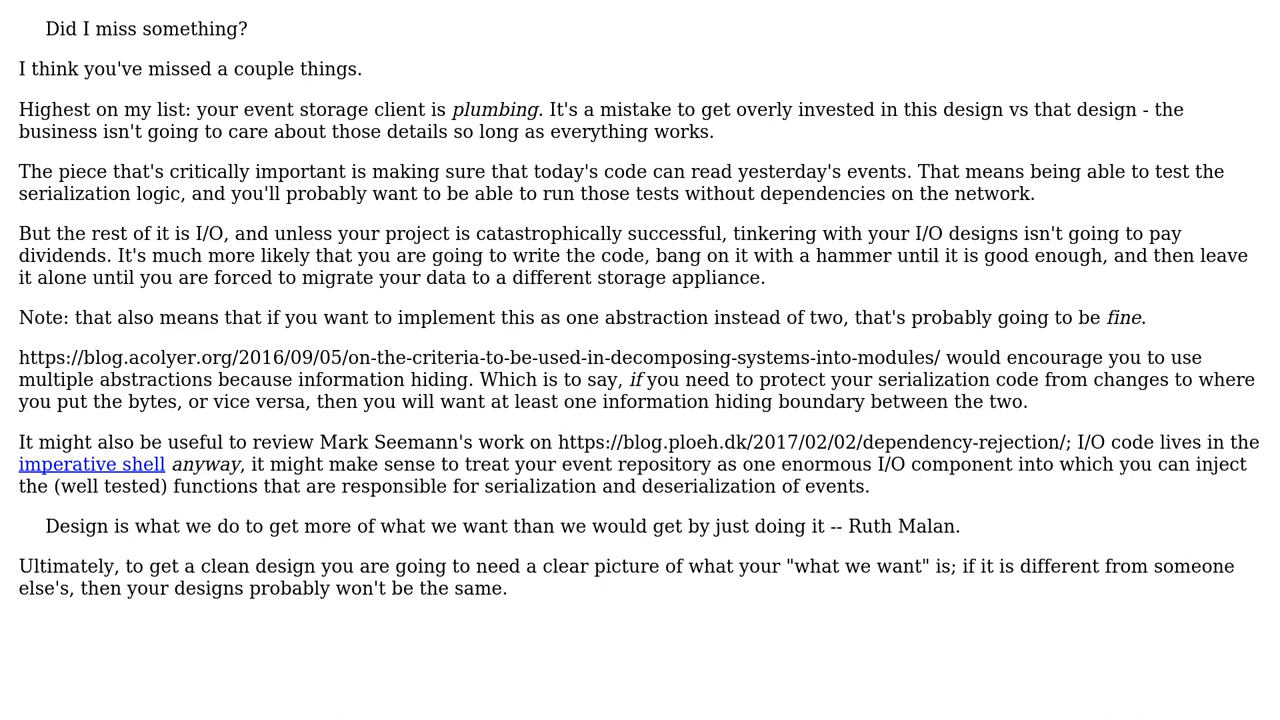 Did I miss something?
I think you've missed a couple things.
Highest on my list: your event storage client is plumbing. It's a mistake to get overly invested in this design vs that design - the
business isn't going to care about those details so long as everything works.
The piece that's critically important is making sure that today's code can read yesterday's events. That means being able to test the
serialization logic, and you'll probably want to be able to run those tests without dependencies on the network.
But the rest of it is I/O, and unless your project is catastrophically successful, tinkering with your I/O designs isn't going to pay
dividends. It's much more likely that you are going to write the code, bang on it with a hammer until it is good enough, and then leave
it alone until you are forced to migrate your data to a different storage appliance.
Note: that also means that if you want to implement this as one abstraction instead of two, that's probably going to be fine.
https://blog.acolyer.org/2016/09/05/on-the-criteria-to-be-used-in-decomposing-systems-into-modules/ would encourage you to use
multiple abstractions because information hiding. Which is to say, if you need to protect your serialization code from changes to where
you put the bytes, or vice versa, then you will want at least one information hiding boundary between the two.
It might also be useful to review Mark Seemann's work on https://blog.ploeh.dk/2017/02/02/dependency-rejection/; I/O code lives in the
imperative shell anyway, it might make sense to treat your event repository as one enormous I/O component into which you can inject
the (well tested) functions that are responsible for serialization and deserialization of events.
Design is what we do to get more of what we want than we would get by just doing it -- Ruth Malan.
Ultimately, to get a clean design you are going to need a clear picture of what your "what we want" is; if it is different from someone
else's, then your designs probably won't be the same.